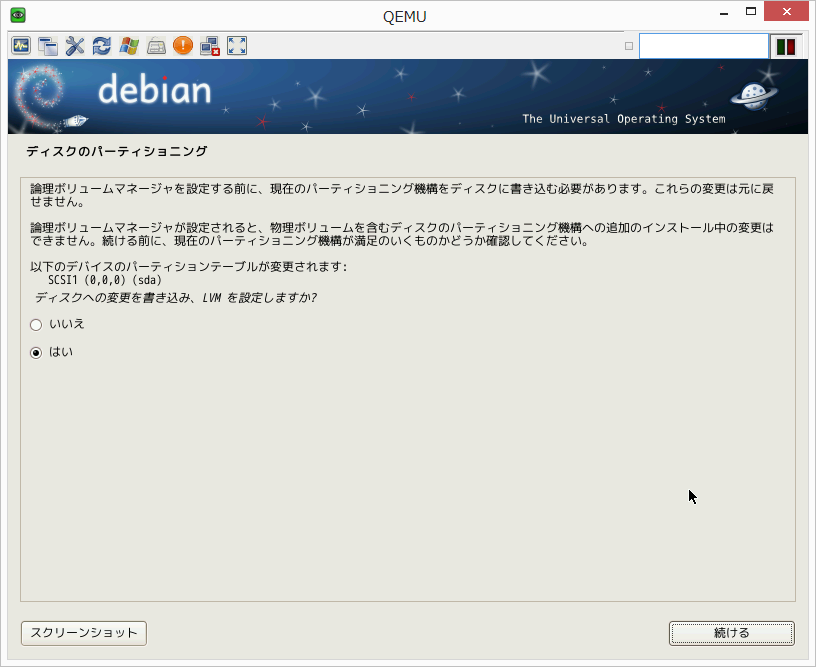 QEMU
debian
The Universal Operating System
ディスクのパーティショニング
論理ボリュームマネージャを設定する前に、現在のパーティショニング機構をディスクに書き込む必要があります。これらの変更は元に戻
せません。
論理ボリュームマネージャが設定されると、物理ボリュームを含むディスクのパーティショニング機構への追加のインストール中の変更は
できません。続ける前に、現在のパーティショニング機構が満足のいくものかどうか確認してください。
以下のデバイスのパーティションテーブルが変更されます:
SCSI1 (0,0,0) (sda)
ディスクへの変更を書き込み、LVM を設定しますか?
いいえ
はい
スクリーンショット
続ける